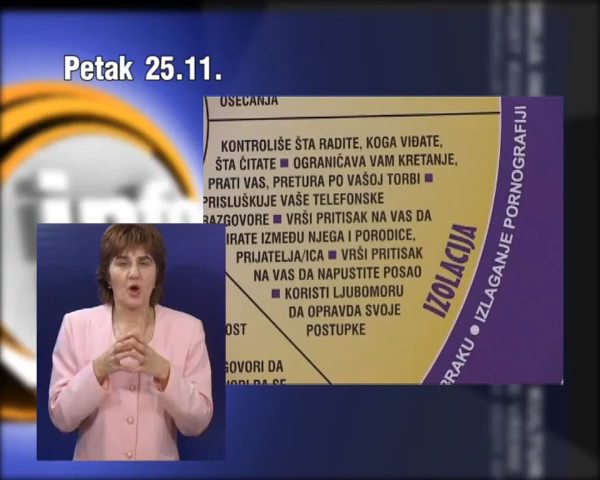 Petak 25.11.
OSEĆANJA
KONTROLIŠE ŠTA RADITE, KOGA VIĐATE,
ŠTA ČITATE ■ OGRANIČAVA VAM KRETANJE,
PRATI VAS, PRETURA PO VAŠOJ TORBI ■
PRISLUŠKUJE VAŠE TELEFONSKE
RAZGOVORE ■ VRŠI PRITISAK NA VAS DA
BIRATE IZMEĐU NJEGA I PORODICE,
PRIJATELJA/ICA ■ VRŠI PRITISAK
NA VAS DA NAPUSTITE POSAO
■ KORISTI LJUBOMORU
DA OPRAVDA SVOJE
POSTUPKE
IZOLACIJA
BRAKU ● IZLAGANJE PORNOGRAFIJI
OST
GOVORI DA
info